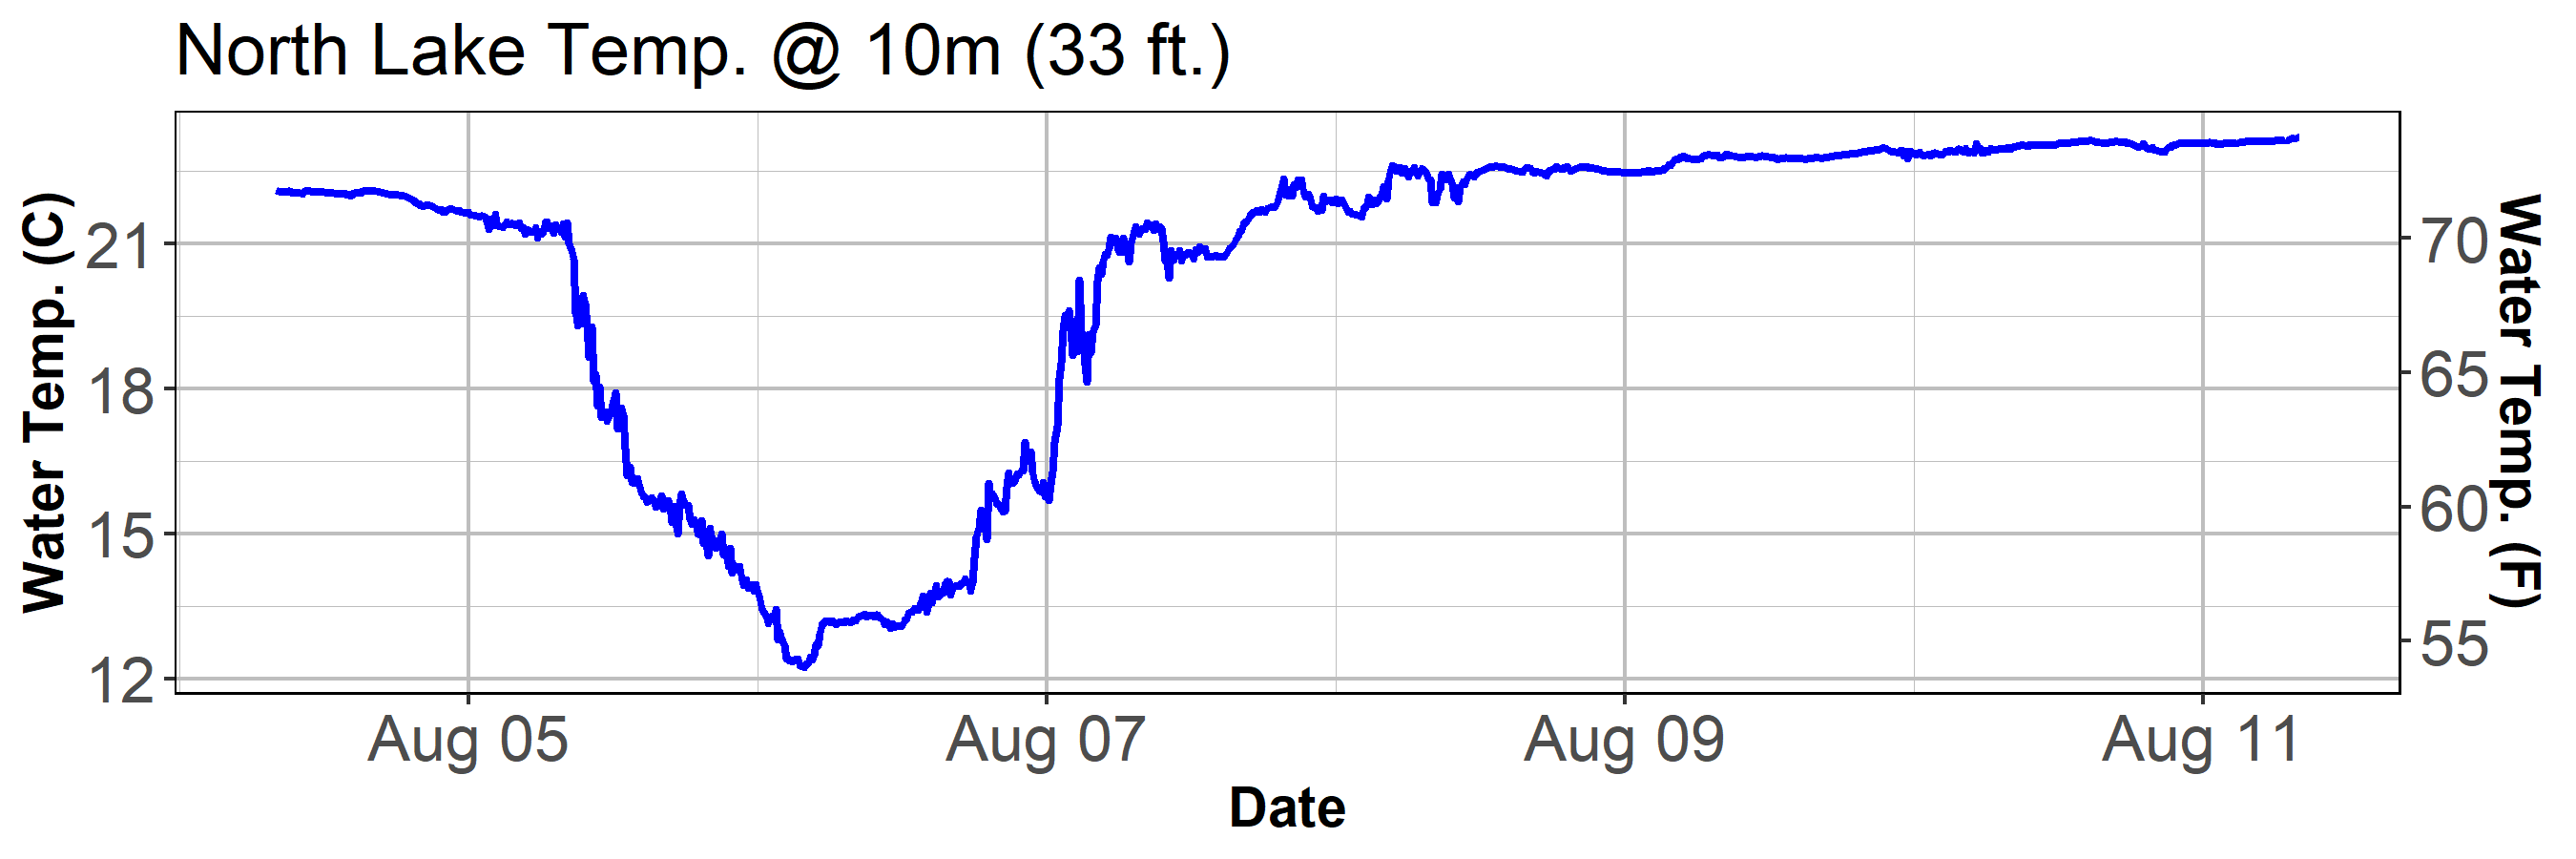 North Lake Temp. @ 10m (33 ft.)
Water Temp. (C)
21
18
15
12
70
65
60
55
Water Temp. (F)
Aug 05
Aug 07
Aug 09
Aug 11
Date